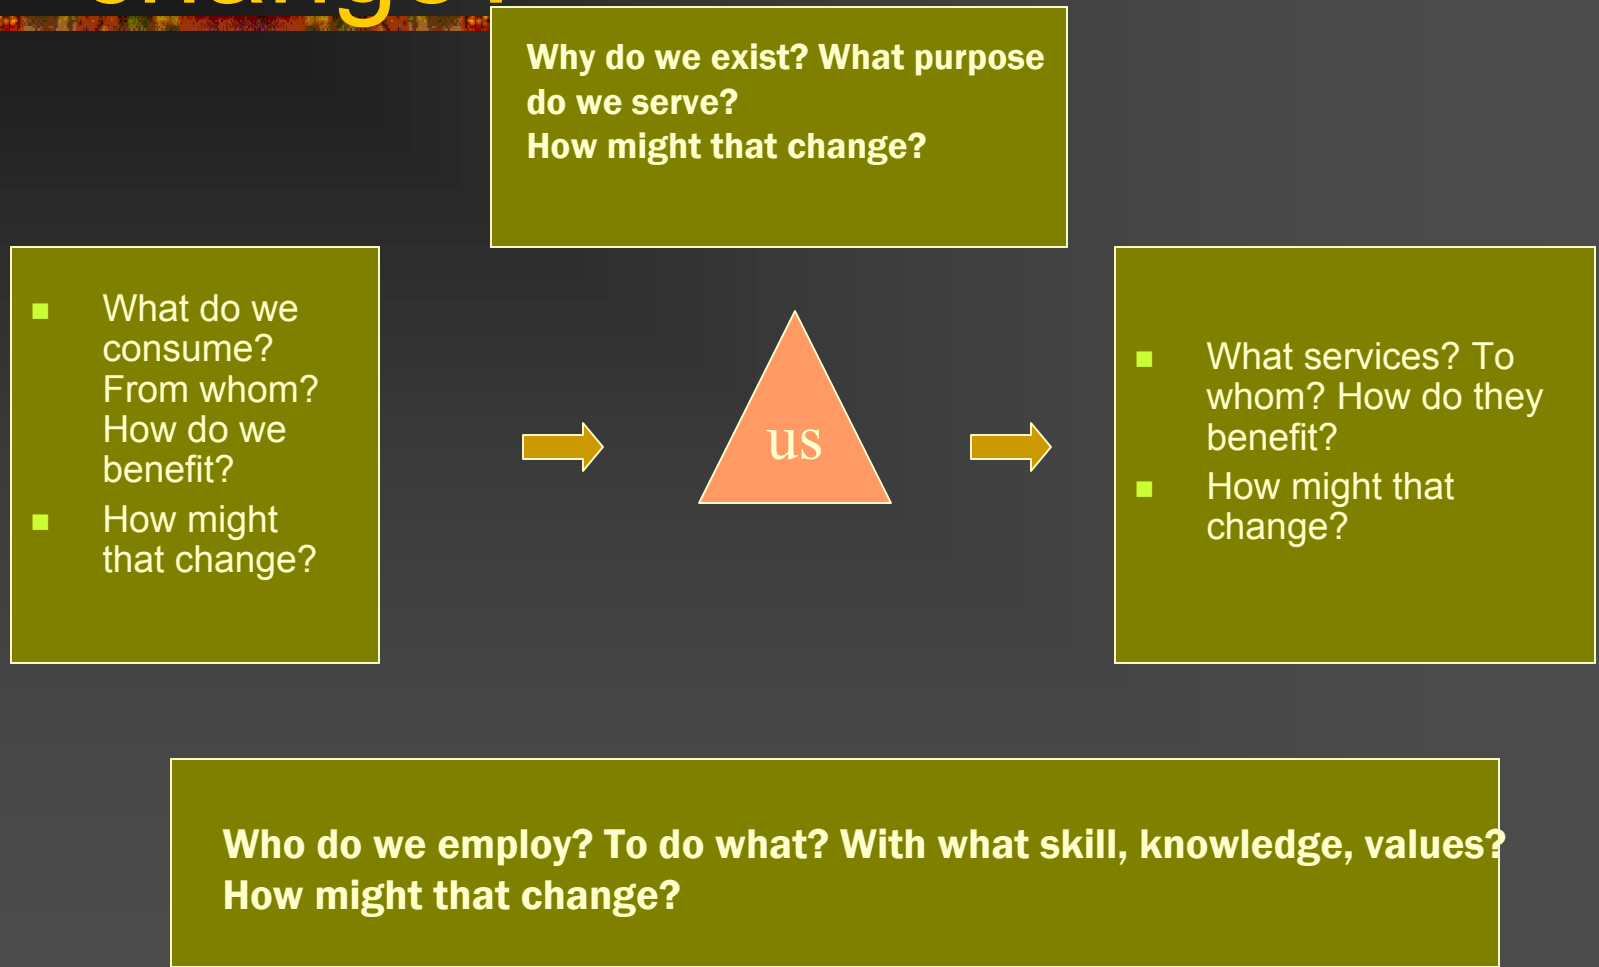 change?
Why do we exist? What purpose
do we serve?
How might that change?
What do we
consume?
From whom?
How do we
benefit?
How might
that change?
us
What services? To
whom? How do they
benefit?
How might that
change?
Who do we employ? To do what? With what skill, knowledge, values?
How might that change?